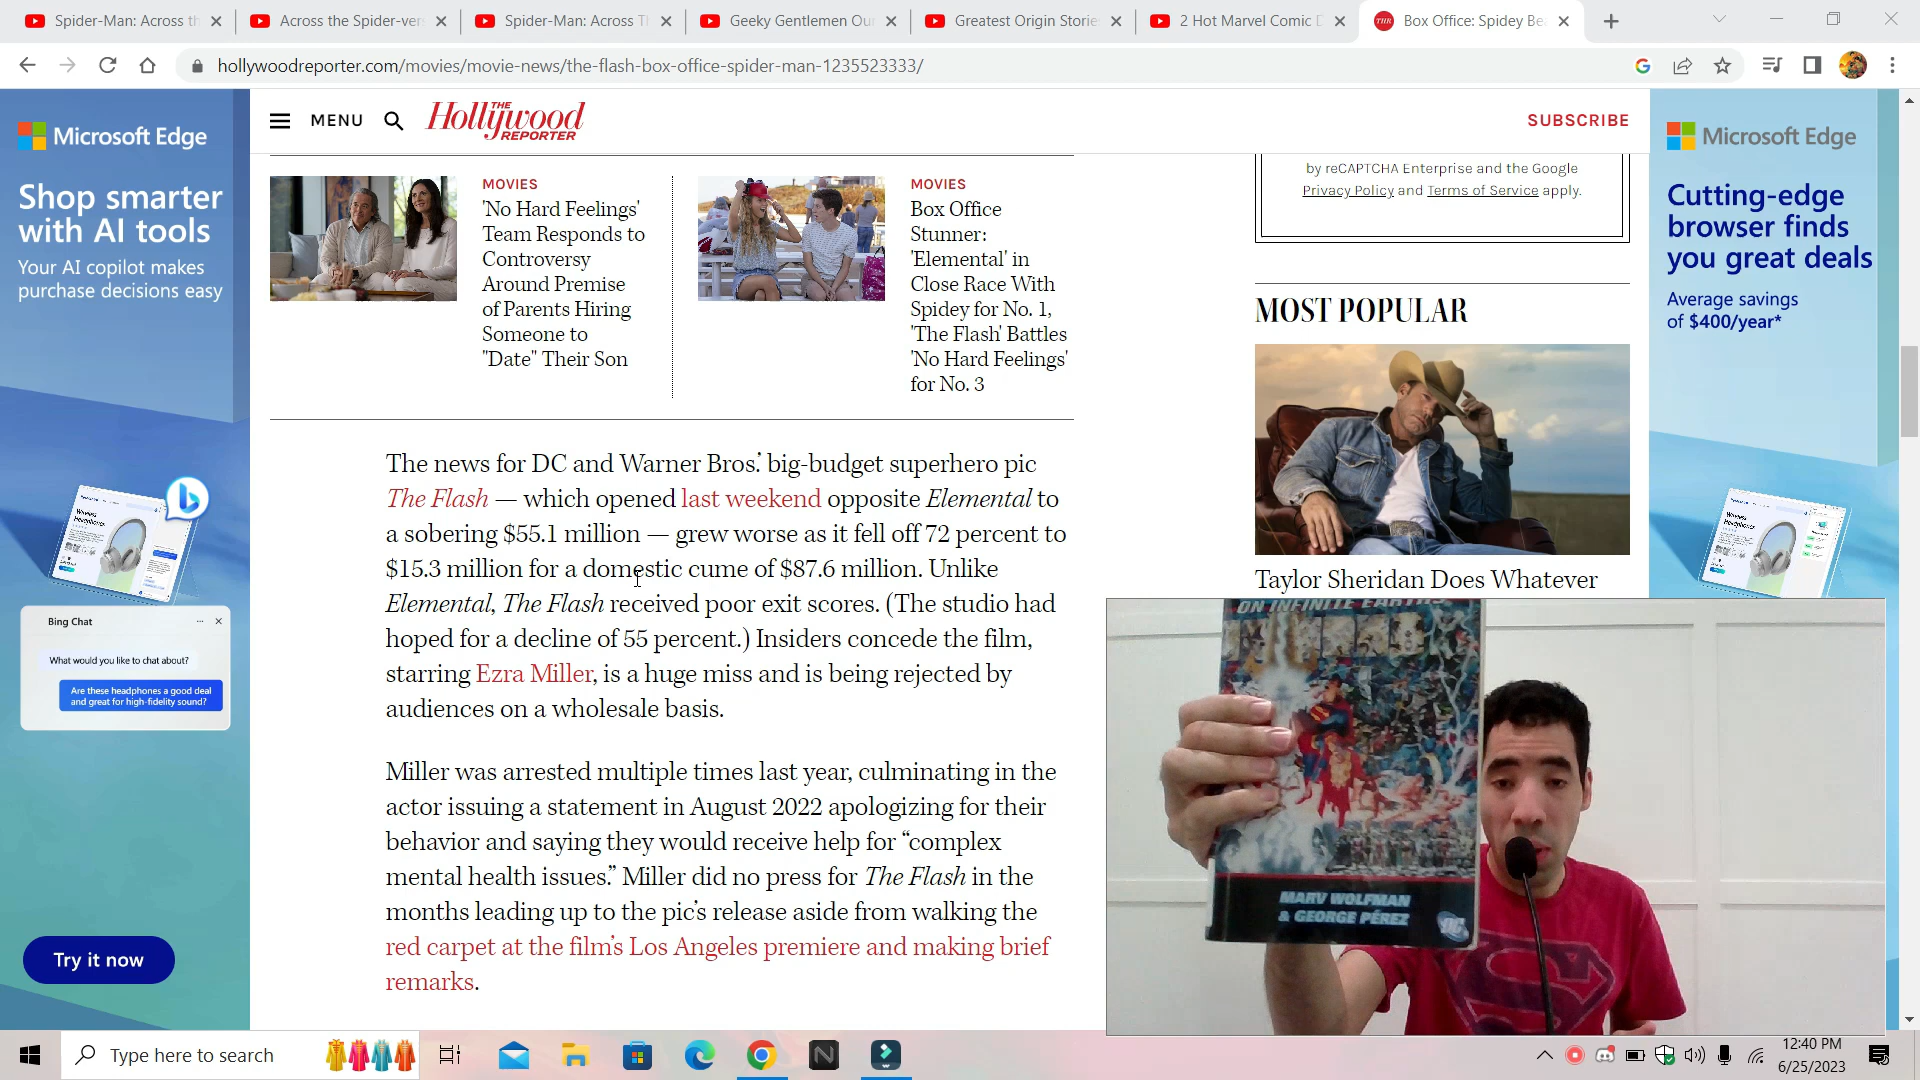 Spider-Man: Across th
Across the Spider-ver
Spider-Man: Across Th
Geeky Gentlemen Our
Greatest Origin Storie
2 Hot Marvel Comic D
Box Office: Spidey Be
hollywoodreporter.com/movies/movie-news/the-flash-box-office-spider-man-1235523333/
Microsoft Edge
Shop smarter
with AI tools
Your AI copilot makes
purchase decisions easy
Bing Chat
What would you like to chat about?
Are these headphones a good deal
and great for high-fidelity sound?
Try it now
MENU
THE
Hollywood
REPORTER
SUBSCRIBE
MOVIES
'No Hard Feelings'
Team Responds to
Controversy
Around Premise
of Parents Hiring
Someone to
"Date" Their Son
MOVIES
Box Office
Stunner:
'Elemental' in
Close Race With
Spidey for No. 1,
'The Flash' Battles
'No Hard Feelings'
for No. 3
The news for DC and Warner Bros.' big-budget superhero pic
The Flash — which opened last weekend opposite Elemental to
a sobering $55.1 million — grew worse as it fell off 72 percent to
$15.3 million for a domestic cume of $87.6 million. Unlike
Elemental, The Flash received poor exit scores. (The studio had
hoped for a decline of 55 percent.) Insiders concede the film,
starring Ezra Miller, is a huge miss and is being rejected by
audiences on a wholesale basis.
Miller was arrested multiple times last year, culminating in the
actor issuing a statement in August 2022 apologizing for their
behavior and saying they would receive help for “complex
mental health issues.” Miller did no press for The Flash in the
months leading up to the pic's release aside from walking the
red carpet at the film's Los Angeles premiere and making brief
remarks.
by reCAPTCHA Enterprise and the Google
Privacy Policy and Terms of Service apply.
MOST POPULAR
Taylor Sheridan Does Whatever
Microsoft Edge
Cutting-edge
browser finds
you great deals
Average savings
of $400/year*
ON INFINITE EARTHS
MARV WOLFMAN
& GEORGE PÉREZ
DC
S
Type here to search
12:40 PM
6/25/2023